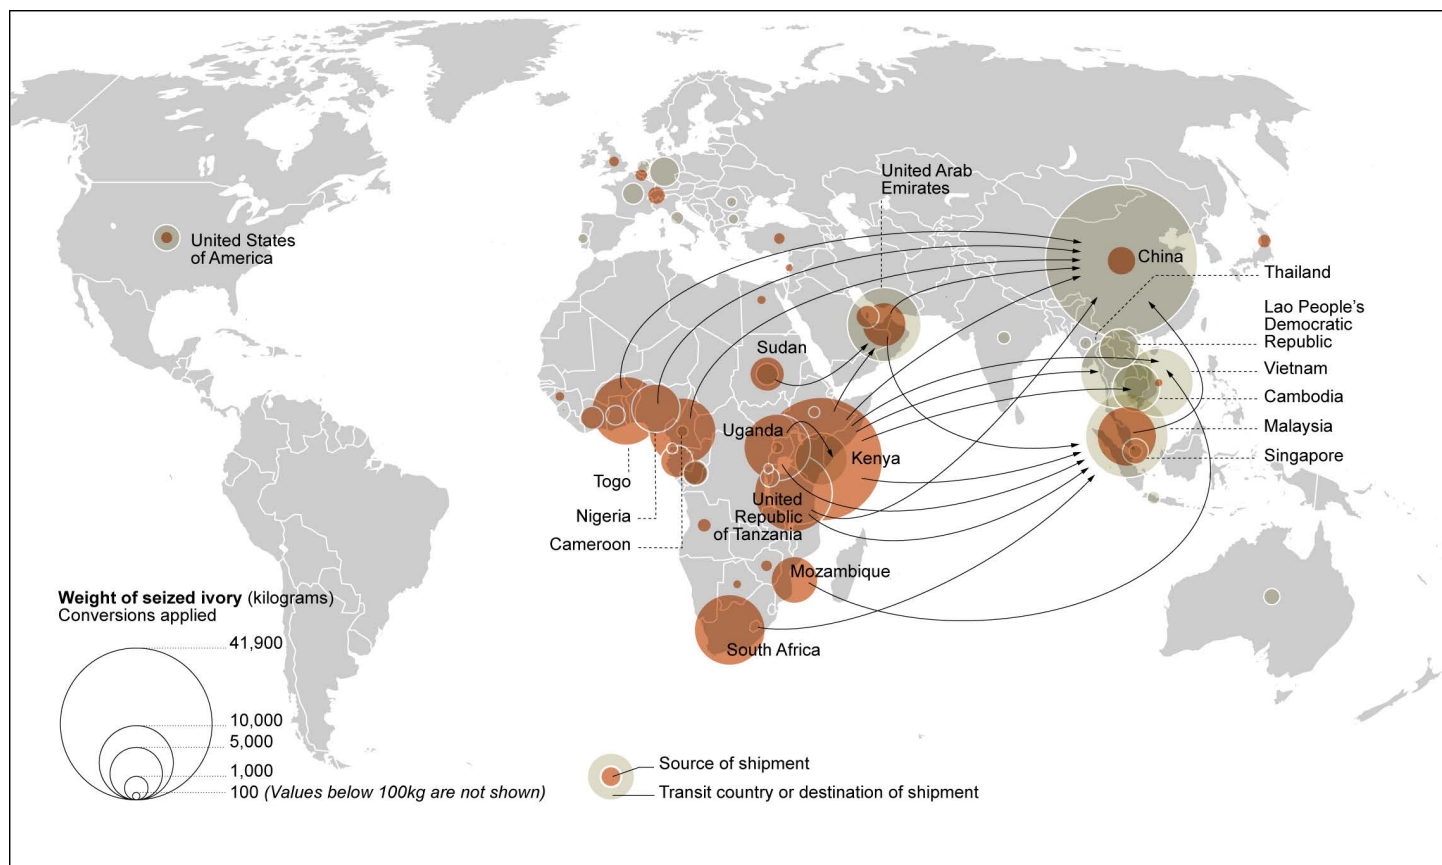 United Arab
Emirates
China
United States
of America
Thailand
Lao People’s
Democratic
Republic
Sudan
Vietnam
Cambodia
Uganda
Malaysia
Kenya
Singapore
Togo
United
Republic
of Tanzania
Nigeria
Cameroon
Mozambique
South Africa
Weight of seized ivory (kilograms)
Conversions applied
41,900
10,000
5,000
1,000
100 (Values below 100kg are not shown)
Source of shipment
Transit country or destination of shipment